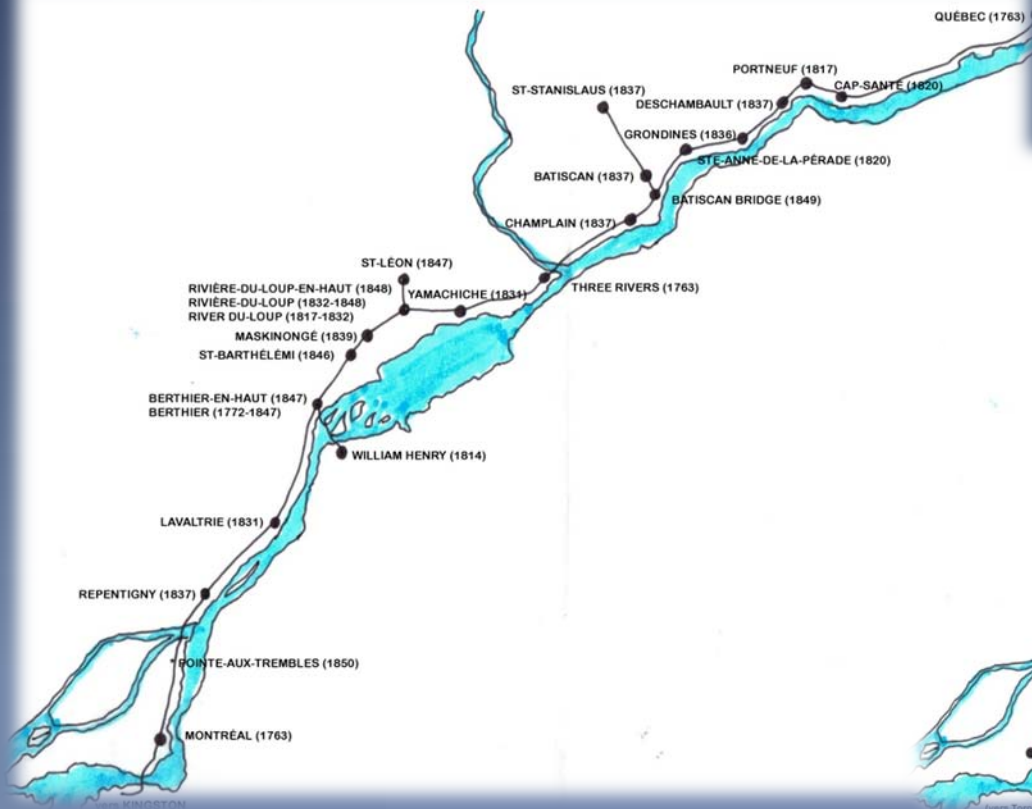 QUÉBEC (1763)
PORTNEUF (1817)
CAP-SANTÉ (1820)
ST-STANISLAUS (1837)
DESCHAMBAULT (1837)
GRONDINES (1836)
STE-ANNE-DE-LA-PÉRADE (1820)
BATISCAN (1837)
BATISCAN BRIDGE (1849)
CHAMPLAIN (1837)
ST-LÉON (1847)
THREE RIVERS (1763)
RIVIÈRE-DU-LOUP-EN-HAUT (1848)
YAMACHICHE (1831)
RIVIÈRE-DU-LOUP (1832-1848)
RIVER DU-LOUP (1817-1832)
MASKINONGÉ (1839)
ST-BARTHÉLÉMI (1846)
BERTHIER-EN-HAUT (1847)
BERTHIER (1772-1847)
WILLIAM HENRY (1814)
LAVALTRIE (1831)
REPENTIGNY (1837)
POINTE-AUX-TREMBLES (1850)
MONTRÉAL (1763)
vers KINGSTON